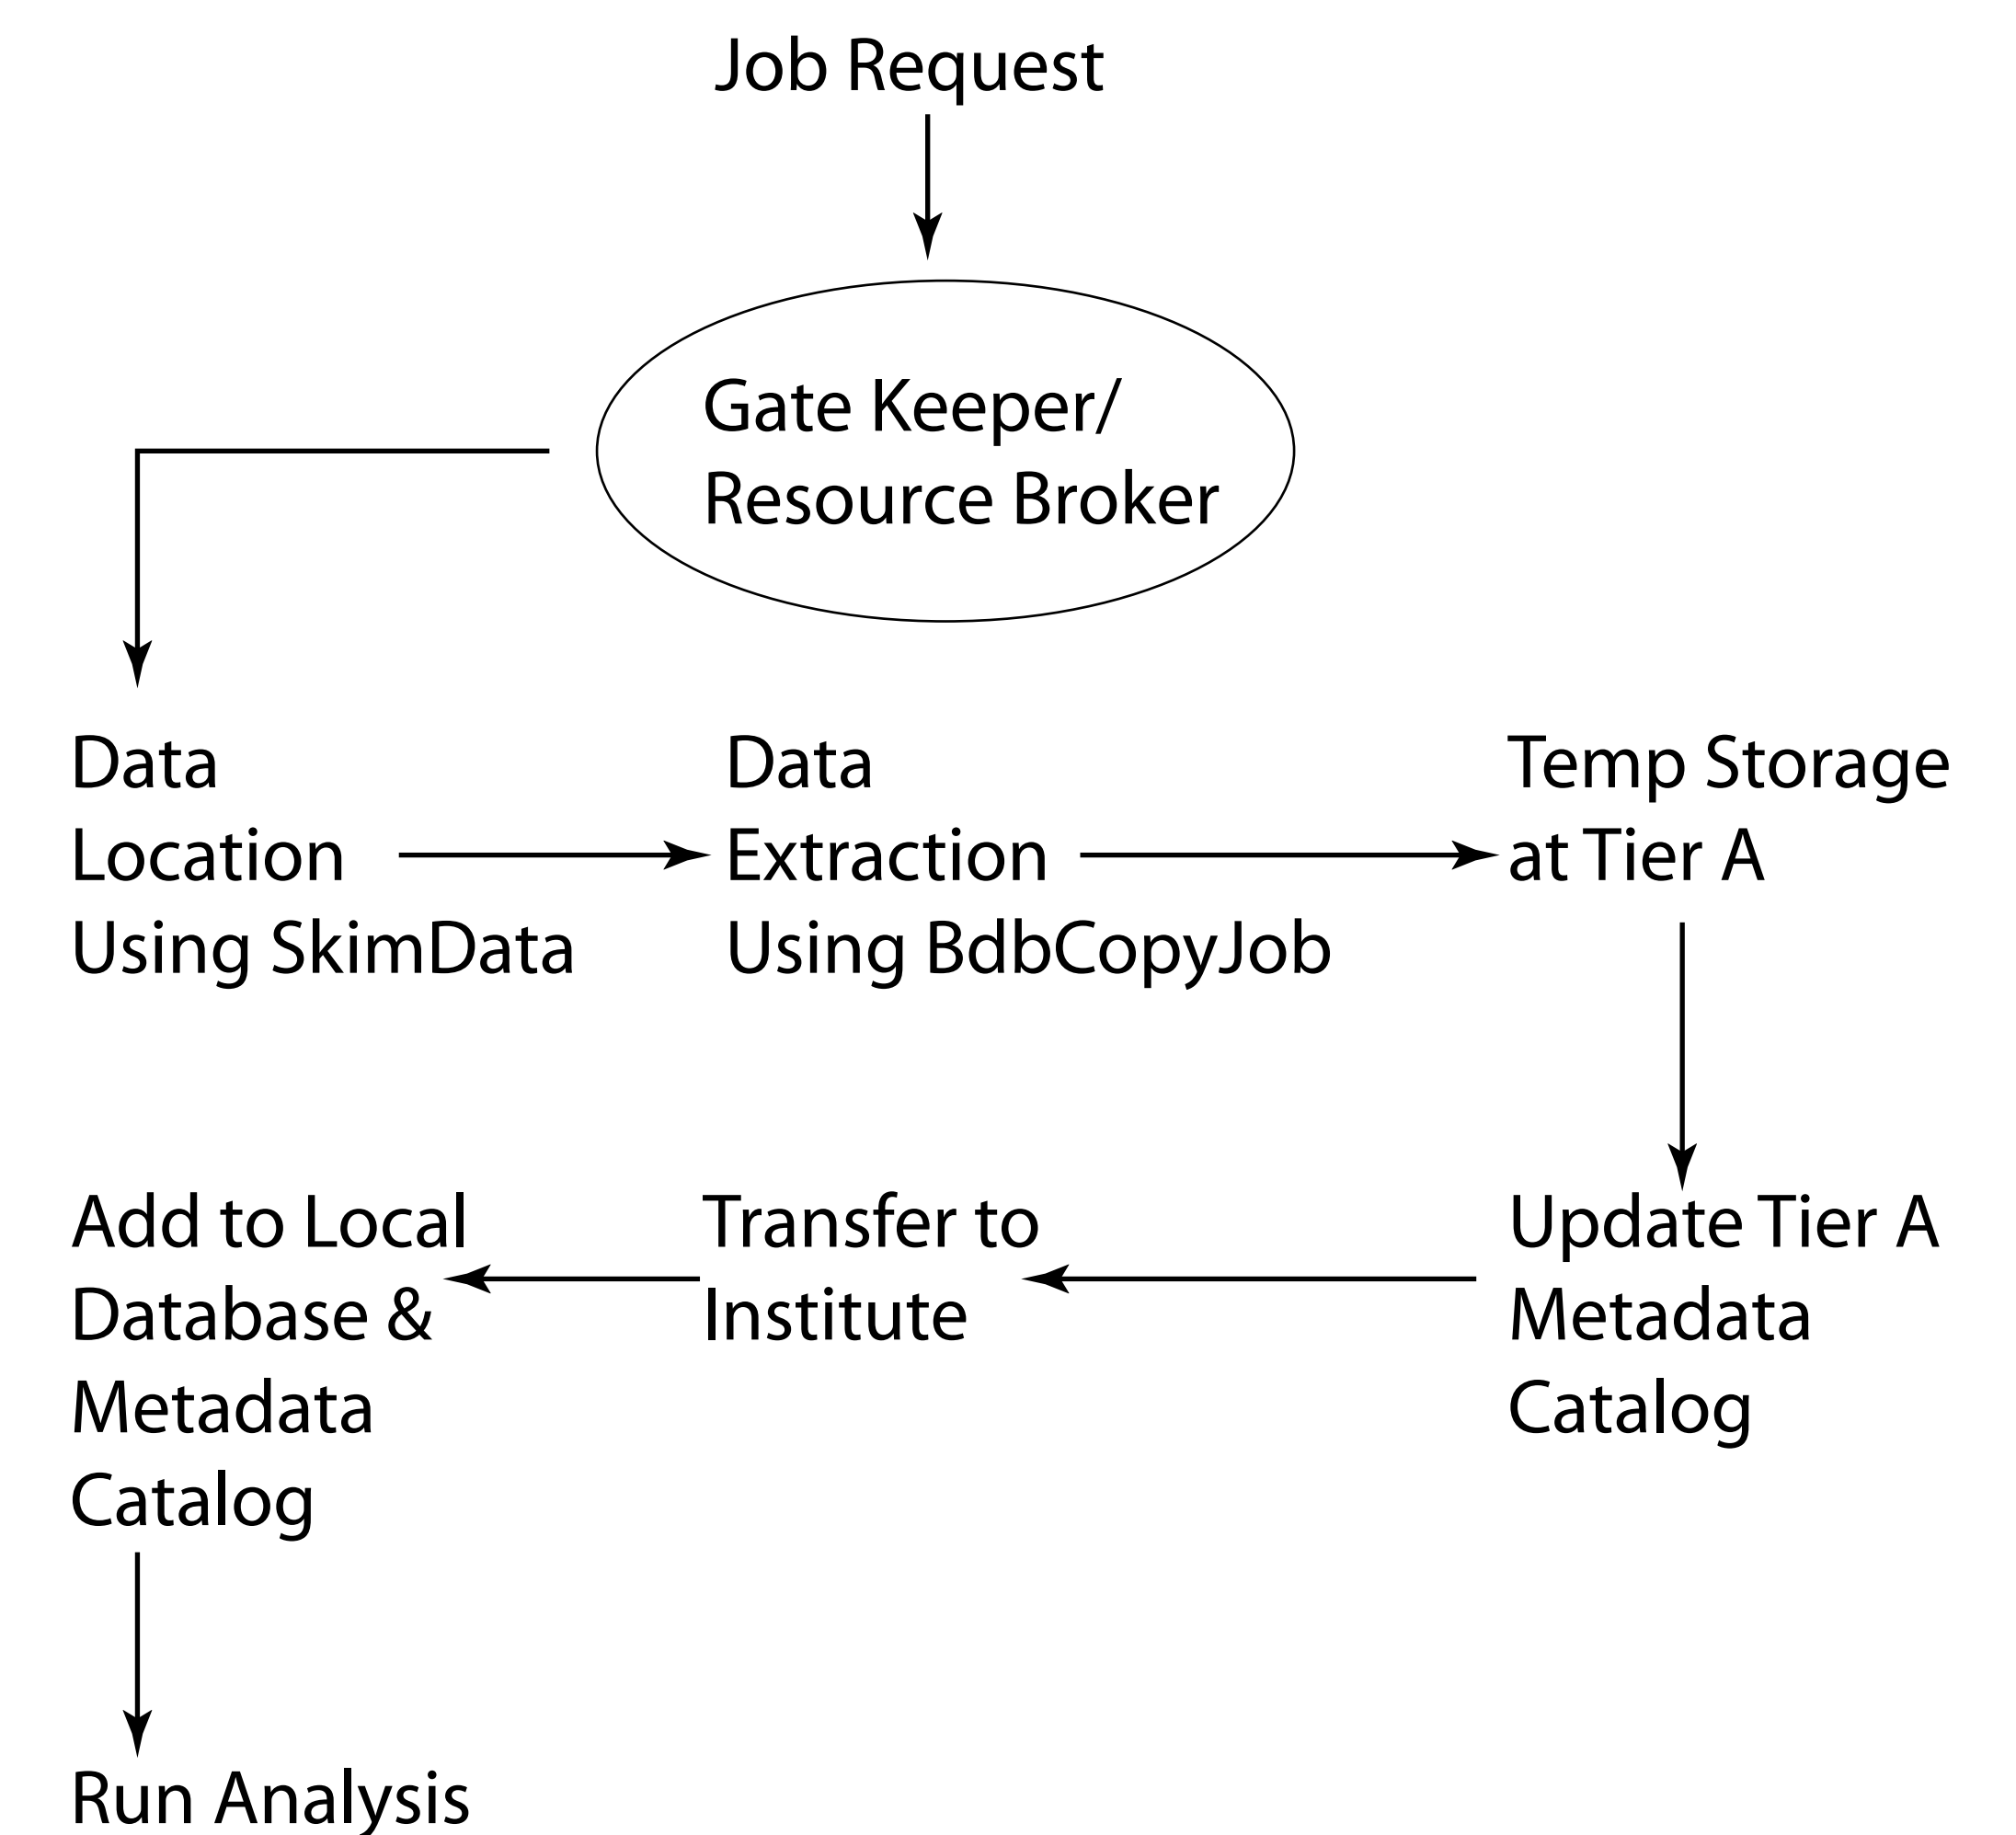 Job Request
Gate Keeper/
Resource Broker
Data
Location
Using SkimData
Data
Extraction
Using BdbCopyJob
Temp Storage
at Tier A
Update Tier A
Metadata
Catalog
Transfer to
Institute
Add to Local
Database &
Metadata
Catalog
Run Analysis